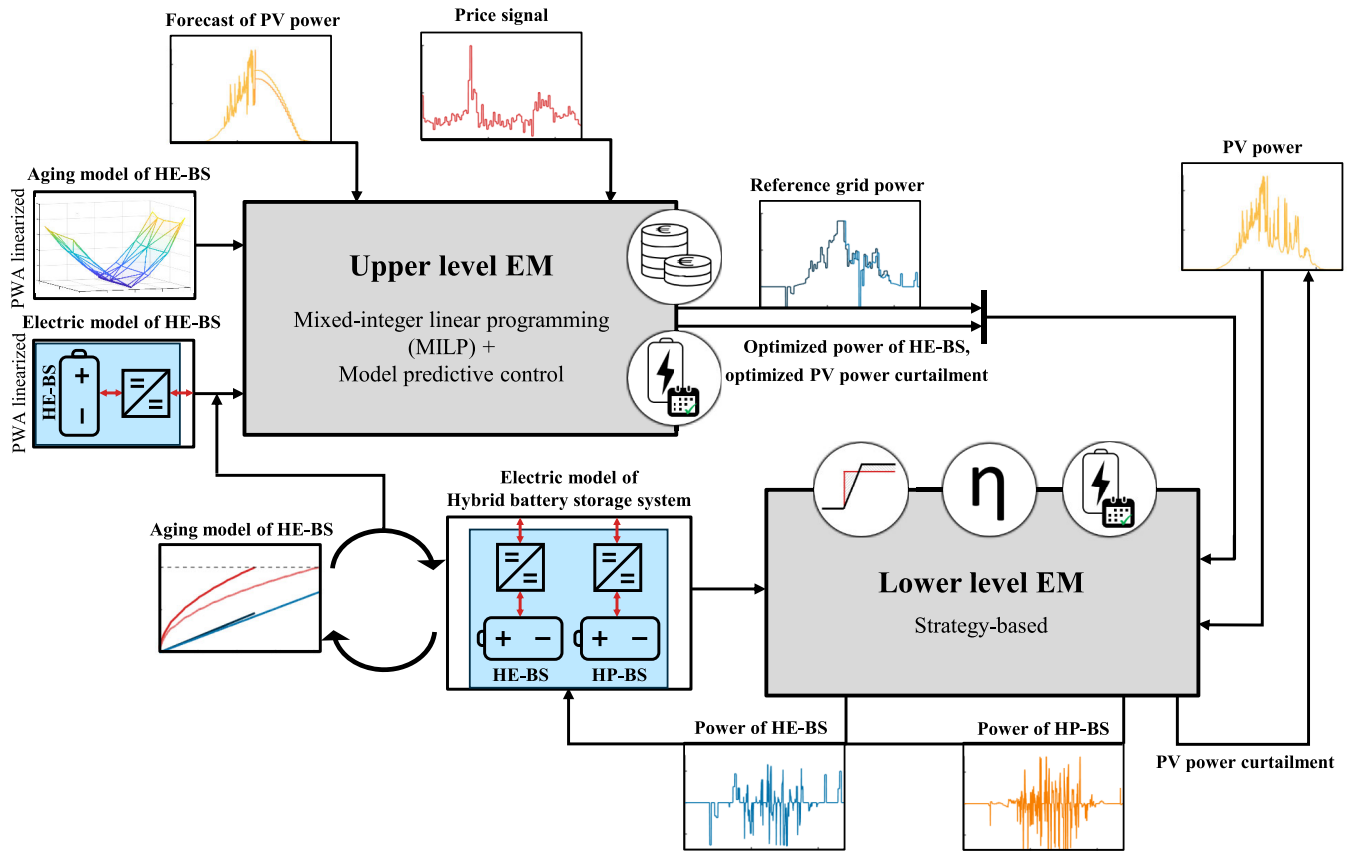 Forecast of PV power
Price signal
PV power
Aging model of HE-BS
PWA linearized
Reference grid power
Upper level EM
Mixed-integer linear programming
(MILP) +
Model predictive control
€
€
Electric model of HE-BS
PWA linearized
HE-BS
+
−
=
=
Optimized power of HE-BS,
optimized PV power curtailment
Electric model of
Hybrid battery storage system
=
=
=
=
+ −
+ −
HE-BS
HP-BS
Aging model of HE-BS
η
Lower level EM
Strategy-based
Power of HE-BS
Power of HP-BS
PV power curtailment